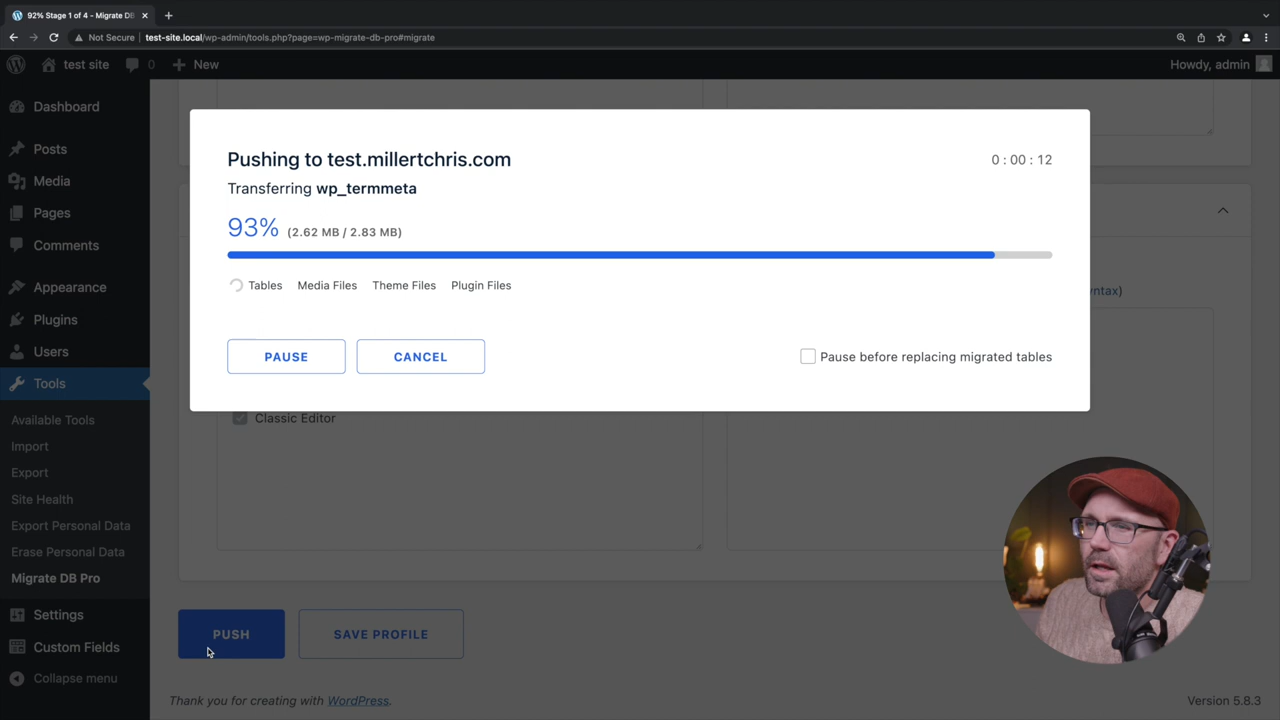 92% Stage 1 of 4 - Migrate DB
Not Secure
test-site.local/wp-admin/tools.php?page=wp-migrate-db-pro#migrate
test site
0
New
Howdy, admin
Dashboard
Posts
Media
Pages
Comments
Appearance
Plugins
Users
Tools
Available Tools
Import
Export
Site Health
Export Personal Data
Erase Personal Data
Migrate DB Pro
Settings
Custom Fields
Collapse menu
Pushing to test.millertchris.com
0 : 00 : 12
Transferring wp_termmeta
93% (2.62 MB / 2.83 MB)
Tables Media Files Theme Files Plugin Files
PAUSE
CANCEL
Pause before replacing migrated tables
yntax)
Classic Editor
PUSH
SAVE PROFILE
Thank you for creating with WordPress.
Version 5.8.3